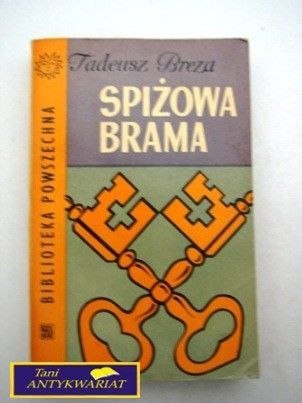 Tadeusz Breza
SPIŻOWA
BRAMA
BIBLIOTEKA POWSZECHNA
Tani
ANTYKWARIAT